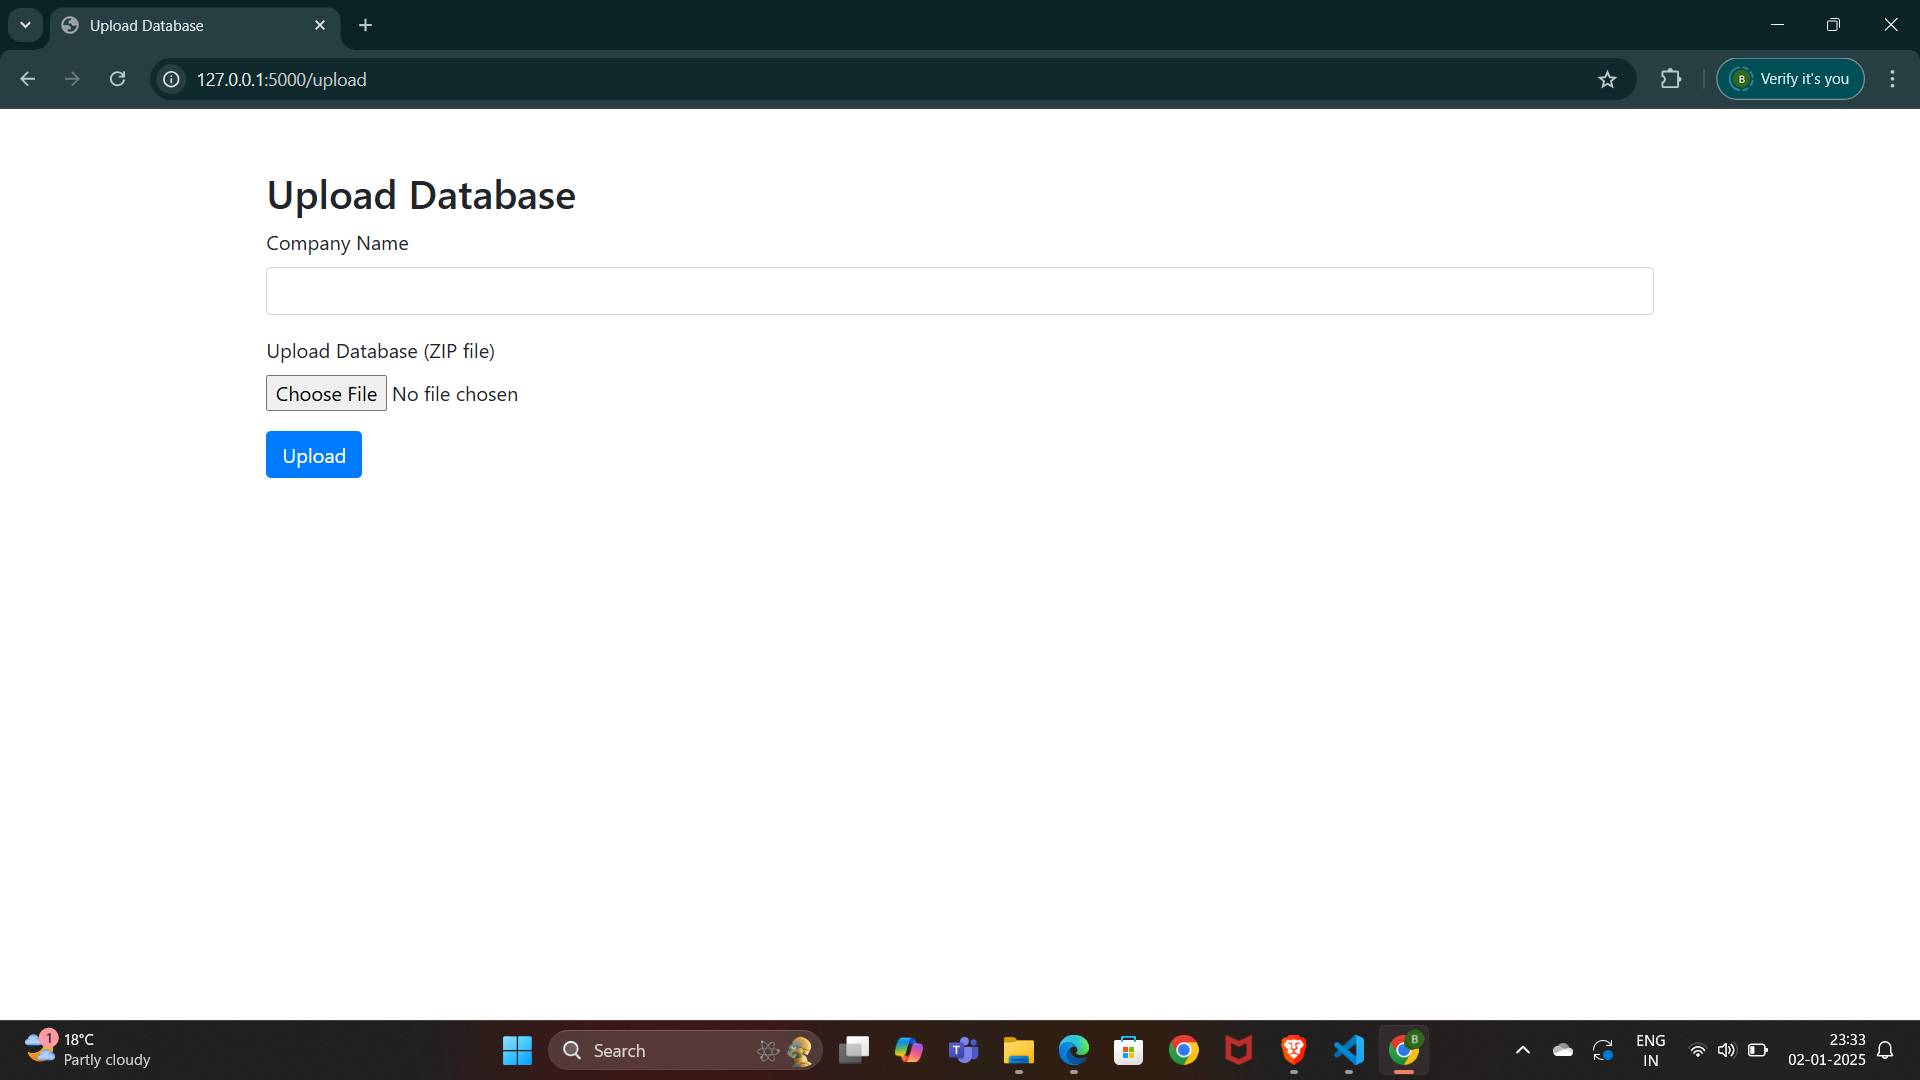 Upload Database
127.0.0.1:5000/upload
Verify it's you
B
Upload Database
Company Name
Upload Database (ZIP file)
Choose File No file chosen
Upload
1
18°C
Partly cloudy
Search
T
B
ENG
IN
23:33
02-01-2025